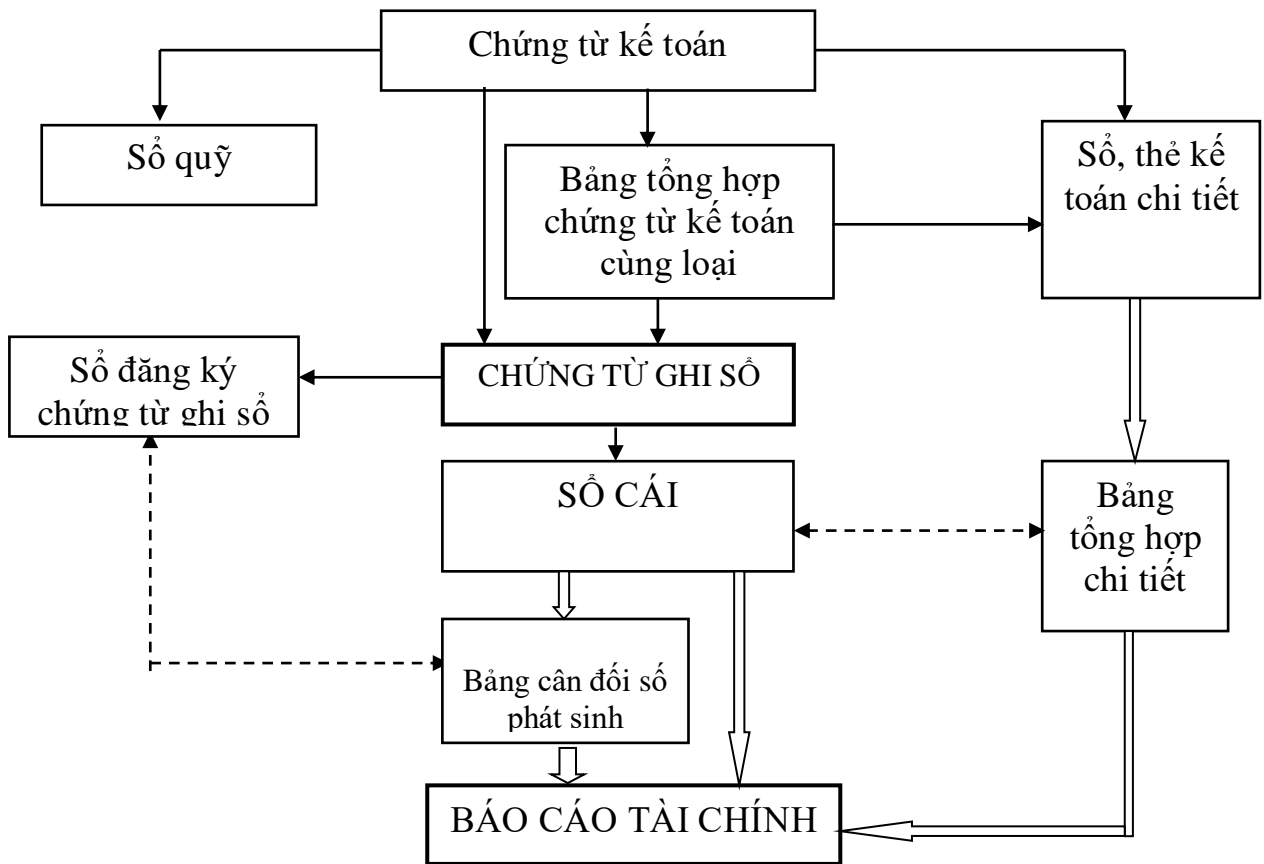 Chứng từ kế toán
Sổ quỹ
Bảng tổng hợp
chứng từ kế toán
cùng loại
Sổ, thẻ kế
toán chi tiết
Sổ đăng ký
chứng từ ghi sổ
CHỨNG TỪ GHI SỔ
SỔ CÁI
Bảng
tổng hợp
chi tiết
Bảng cân đối số
phát sinh
BÁO CÁO TÀI CHÍNH